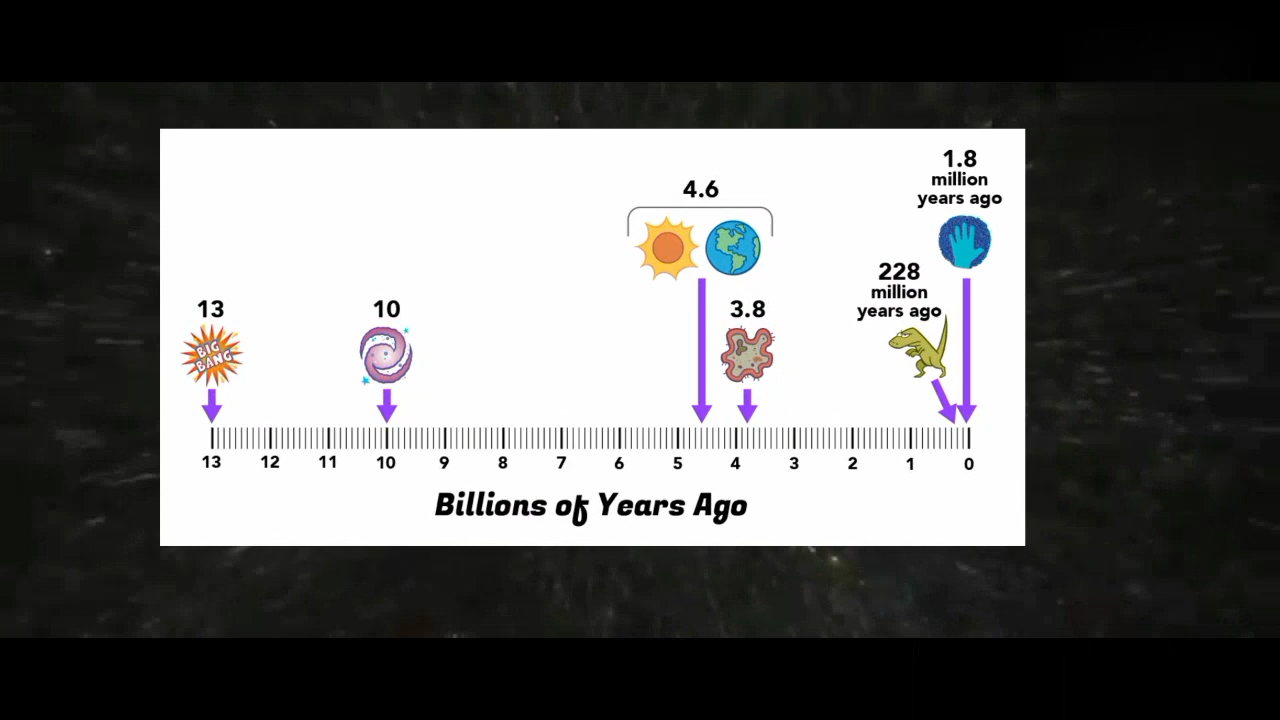 1.8
million
years ago
4.6
228
million
years ago
13
10
3.8
BIG
BANG
13 12 11 10 9 8 7 6 5 4 3 2 1 0
Billions of Years Ago